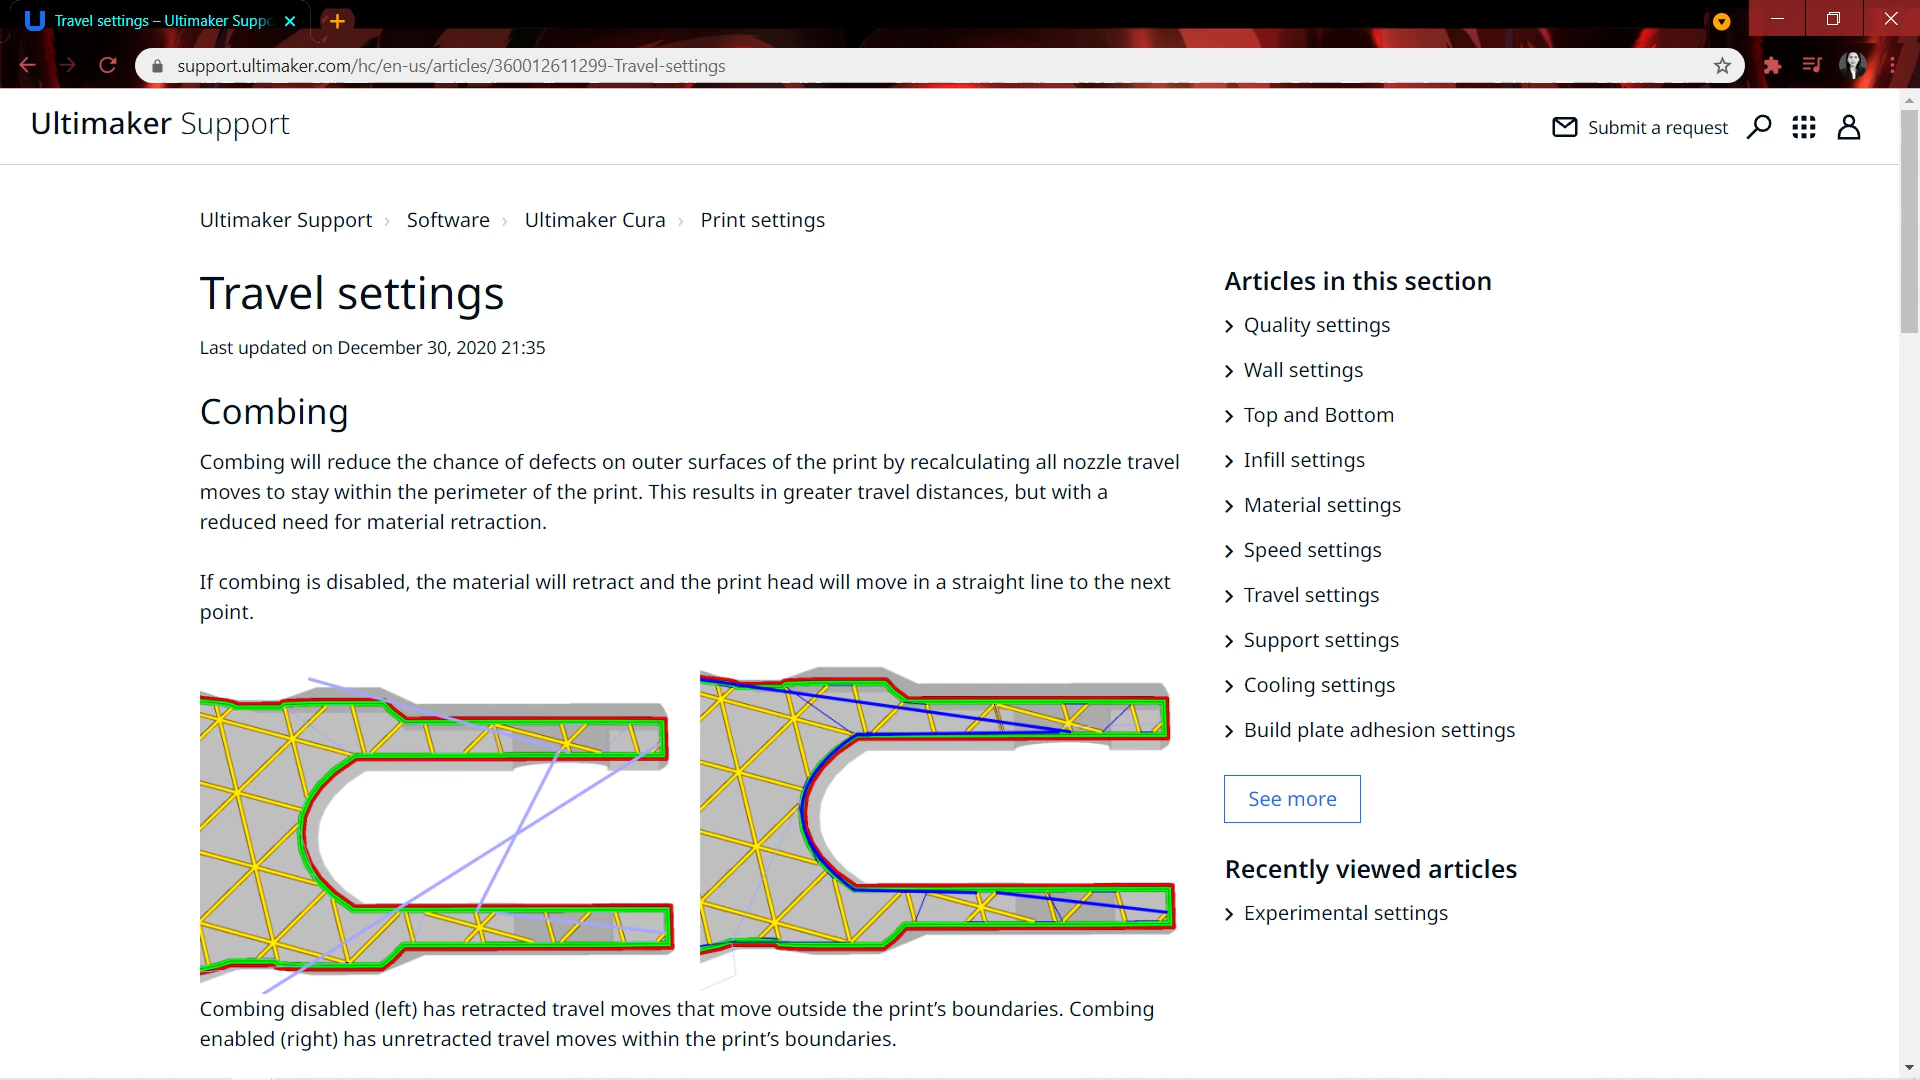 Travel settings – Ultimaker Suppo
support.ultimaker.com/hc/en-us/articles/360012611299-Travel-settings
Ultimaker Support
Submit a request
Ultimaker Support
Software
Ultimaker Cura
Print settings
Travel settings
Last updated on December 30, 2020 21:35
Combing
Combing will reduce the chance of defects on outer surfaces of the print by recalculating all nozzle travel
moves to stay within the perimeter of the print. This results in greater travel distances, but with a
reduced need for material retraction.
If combing is disabled, the material will retract and the print head will move in a straight line to the next
point.
Combing disabled (left) has retracted travel moves that move outside the print’s boundaries. Combing
enabled (right) has unretracted travel moves within the print’s boundaries.
Articles in this section
Quality settings
Wall settings
Top and Bottom
Infill settings
Material settings
Speed settings
Travel settings
Support settings
Cooling settings
Build plate adhesion settings
See more
Recently viewed articles
Experimental settings